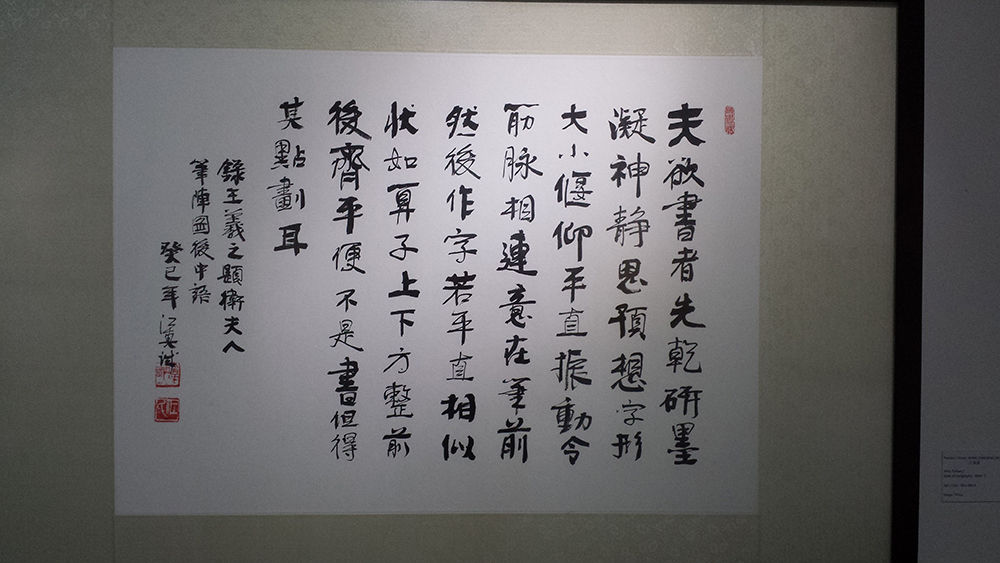 夫欲書者先乾研墨
凝神静思預想字形
大小偃仰平直振動令
筋脉相連意在筆前
然後作字若平直相似
状如算子上下方整前
後齊平便不是書但得
其點劃耳
錄王羲之題衛夫人
筆陣圖後中語
癸巳年